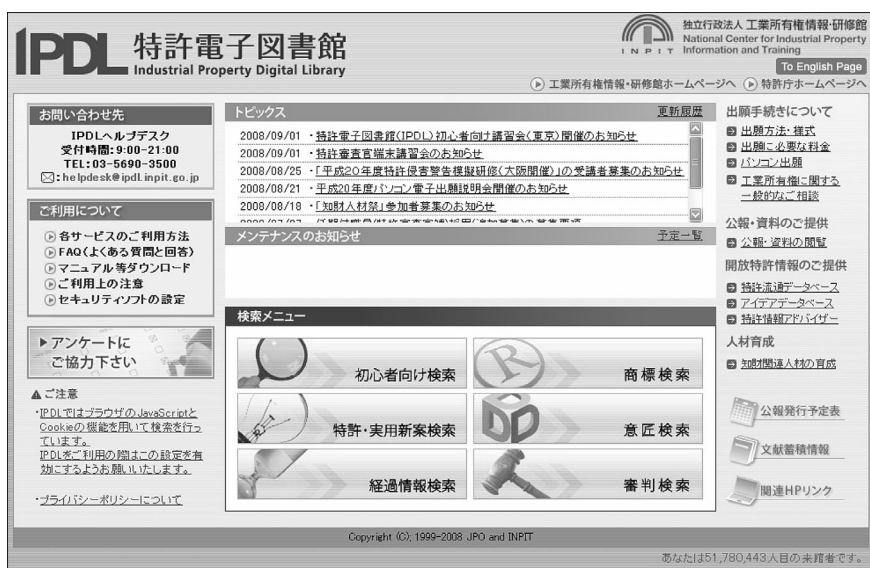 IPDL 特許電子図書館
Industrial Property Digital Library
INPIT
独立行政法人 工業所有権情報・研修館
National Center for Industrial Property
Information and Training
To English Page
工業所有権情報・研修館ホームページへ 特許庁ホームページへ
お問い合わせ先
IPDLヘルプデスク
受付時間:9:00-21:00
TEL:03-5690-3500
:helpdesk@ipdl.inpit.go.jp
ご利用について
各サービスのご利用方法
FAQ(よくある質問と回答)
マニュアル等ダウンロード
ご利用上の注意
セキュリティソフトの設定
アンケートに
ご協力下さい
ご注意
・IPDLではブラウザのJavaScriptと
Cookieの機能を用いて検索を行っ
ています。
IPDLをご利用の際はこの設定を有
効にするようお願いいたします。
・プライバシーポリシーについて
トピックス 更新履歴
2008/09/01 ・特許電子図書館(IPDL)初心者向け講習会(東京)開催のお知らせ
2008/09/01 ・特許審査官端末講習会のお知らせ
2008/08/25 ・「平成20年度特許侵害警告模擬研修(大阪開催)」の受講者募集のお知らせ
2008/08/21 ・平成20年度パソコン電子出願説明会開催のお知らせ
2008/08/18 ・「知財人材祭」参加者募集のお知らせ
メンテナンスのお知らせ 予定一覧
検索メニュー
初心者向け検索
商標検索
特許・実用新案検索
意匠検索
経過情報検索
審判検索
出願手続きについて
出願方法・様式
出願に必要な料金
パソコン出願
工業所有権に関する
一般的なご相談
公報・資料のご提供
公報・資料の閲覧
開放特許情報のご提供
特許流通データベース
アイデアデータベース
特許情報アドバイザー
人材育成
知財関連人材の育成
公報発行予定表
文献蓄積情報
関連HPリンク
Copyright (C); 1999-2008 JPO and INPIT
あなたは51,780,443人目の来館者です。